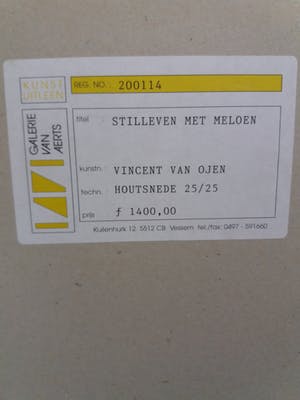 KUNST
UITLEEN
REG. NO.: 200114
GALERIE
VAN
AERTS
titel : STILLEVEN MET MELOEN
kunstn.: VINCENT VAN OJEN
techn.: HOUTSNEDE 25/25
prijs : ƒ 1400,00
Kuilenhurk 12 5512 CB Vessem tel./fax: 0497 - 591660